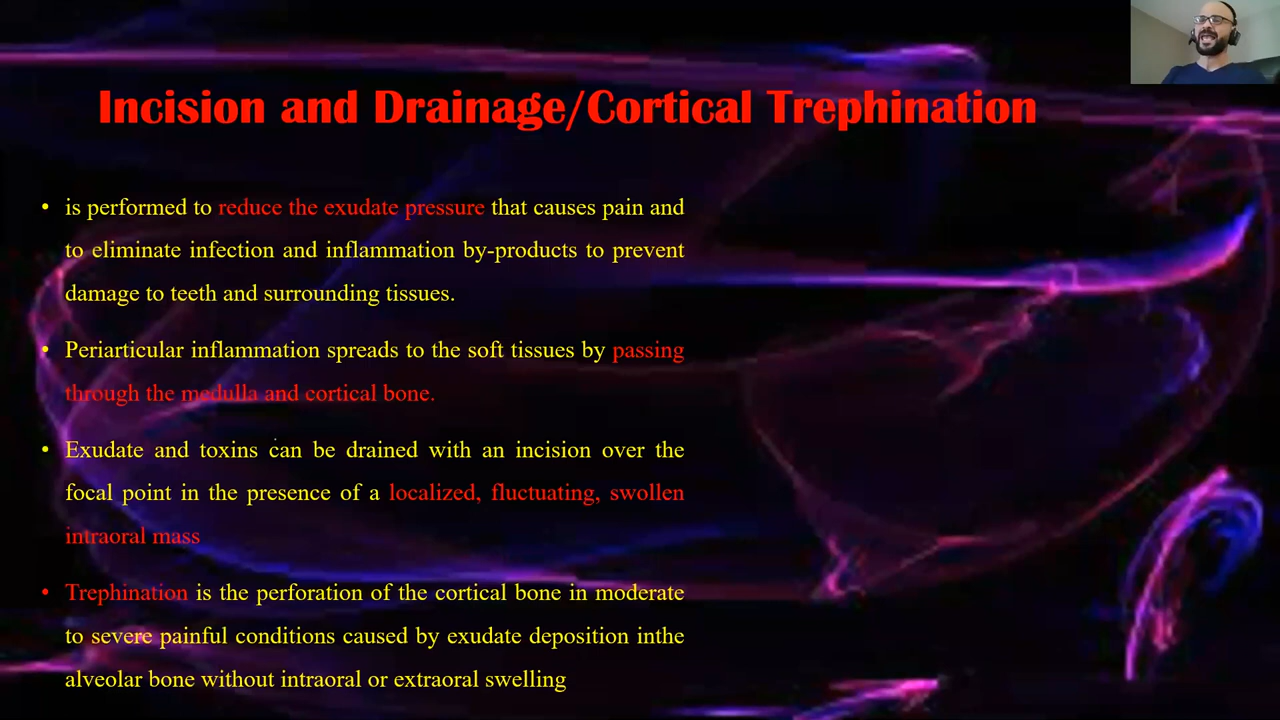 Incision and Drainage/Cortical Trephination
• is performed to reduce the exudate pressure that causes pain and
to eliminate infection and inflammation by-products to prevent
damage to teeth and surrounding tissues.
• Periarticular inflammation spreads to the soft tissues by passing
through the medulla and cortical bone.
• Exudate and toxins can be drained with an incision over the
focal point in the presence of a localized, fluctuating, swollen
intraoral mass
• Trephination is the perforation of the cortical bone in moderate
to severe painful conditions caused by exudate deposition inthe
alveolar bone without intraoral or extraoral swelling